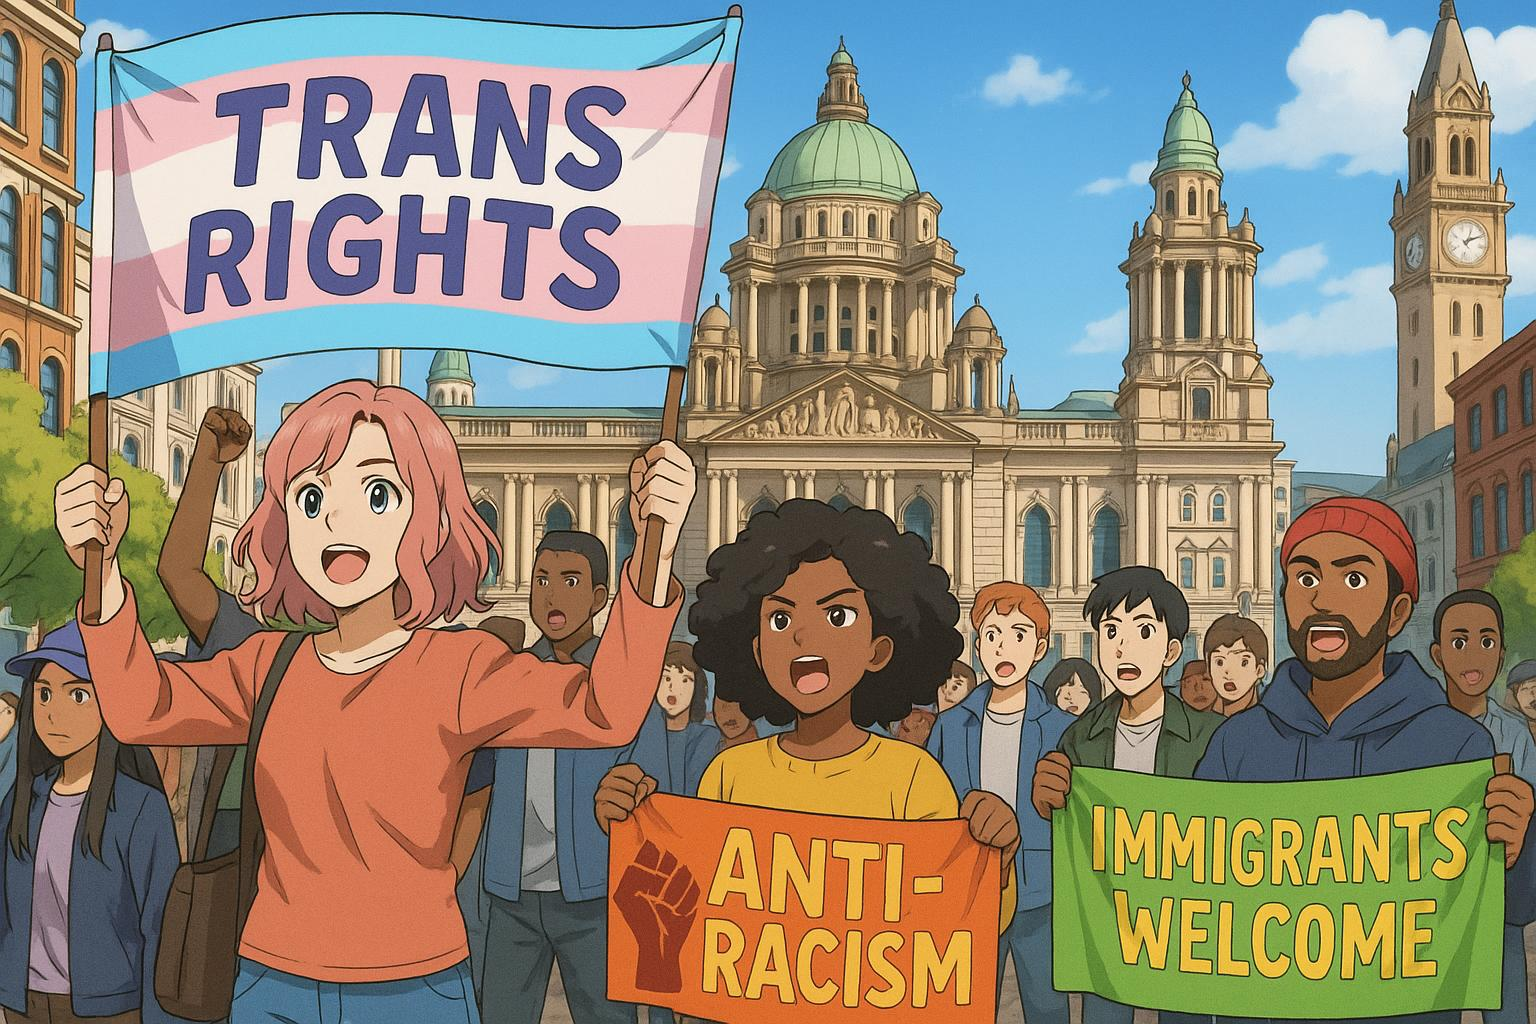 TRANS
RIGHTS
ANTI-
RACISM
IMMIGRANTS
WELCOME